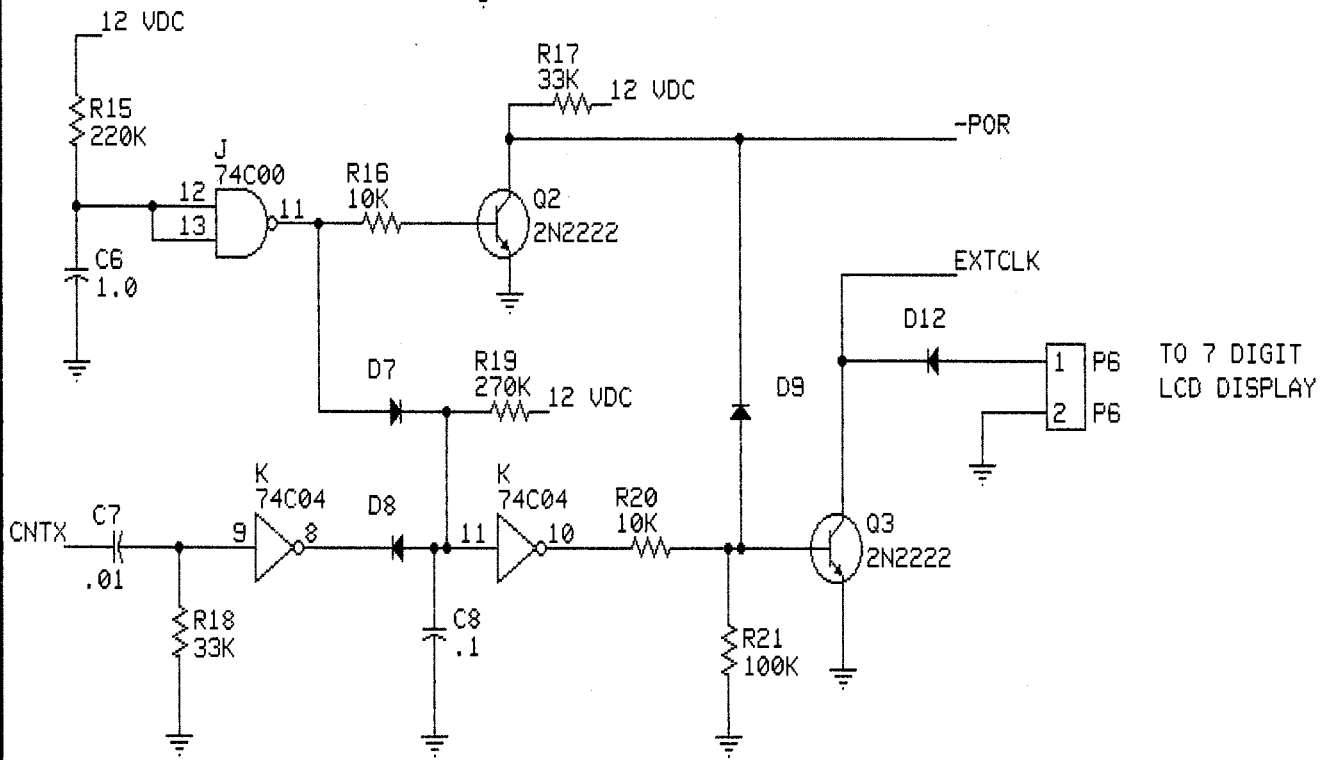 12 VDC
R17
33K
12 VDC
R15
220K
-POR
J
74C00
12
13
11
R16
10K
Q2
2N2222
C6
1.0
EXTCLK
D12
D7
R19
270K
12 VDC
D9
1
P6
2
P6
TO 7 DIGIT
LCD DISPLAY
CNTX
C7
.01
K
74C04
9
8
D8
K
74C04
11
10
R20
10K
Q3
2N2222
R18
33K
C8
.1
R21
100K